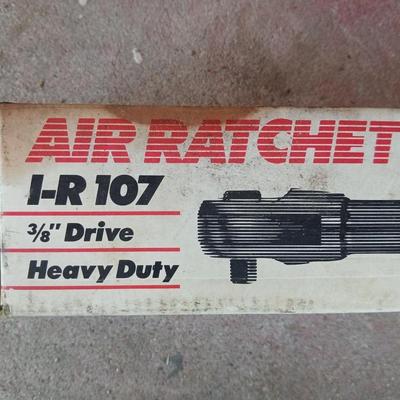 AIR RATCHET
I-R 107
3/8" Drive
Heavy Duty